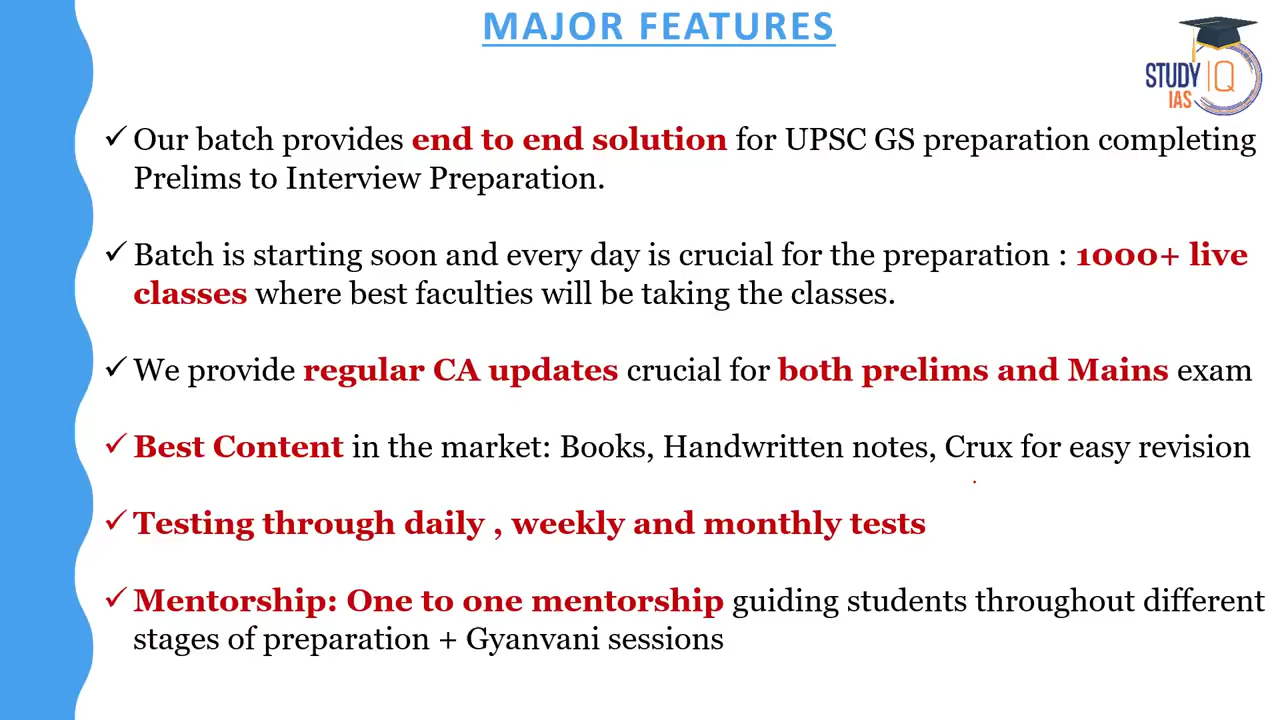 MAJOR FEATURES
STUDY IQ
IAS
✓ Our batch provides end to end solution for UPSC GS preparation completing
Prelims to Interview Preparation.
✓ Batch is starting soon and every day is crucial for the preparation : 1000+ live
classes where best faculties will be taking the classes.
✓ We provide regular CA updates crucial for both prelims and Mains exam
✓ Best Content in the market: Books, Handwritten notes, Crux for easy revision
✓ Testing through daily , weekly and monthly tests
✓ Mentorship: One to one mentorship guiding students throughout different
stages of preparation + Gyanvani sessions